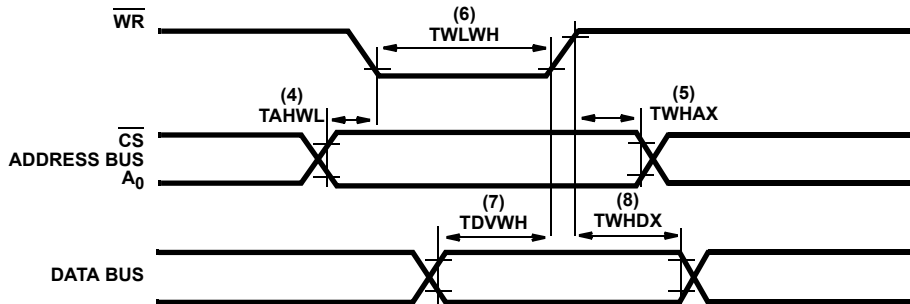 WR
(6)
TWLWH
(4)
TAHWL
(5)
TWHAX
CS
ADDRESS BUS
A0
(7)
TDVWH
(8)
TWHDX
DATA BUS